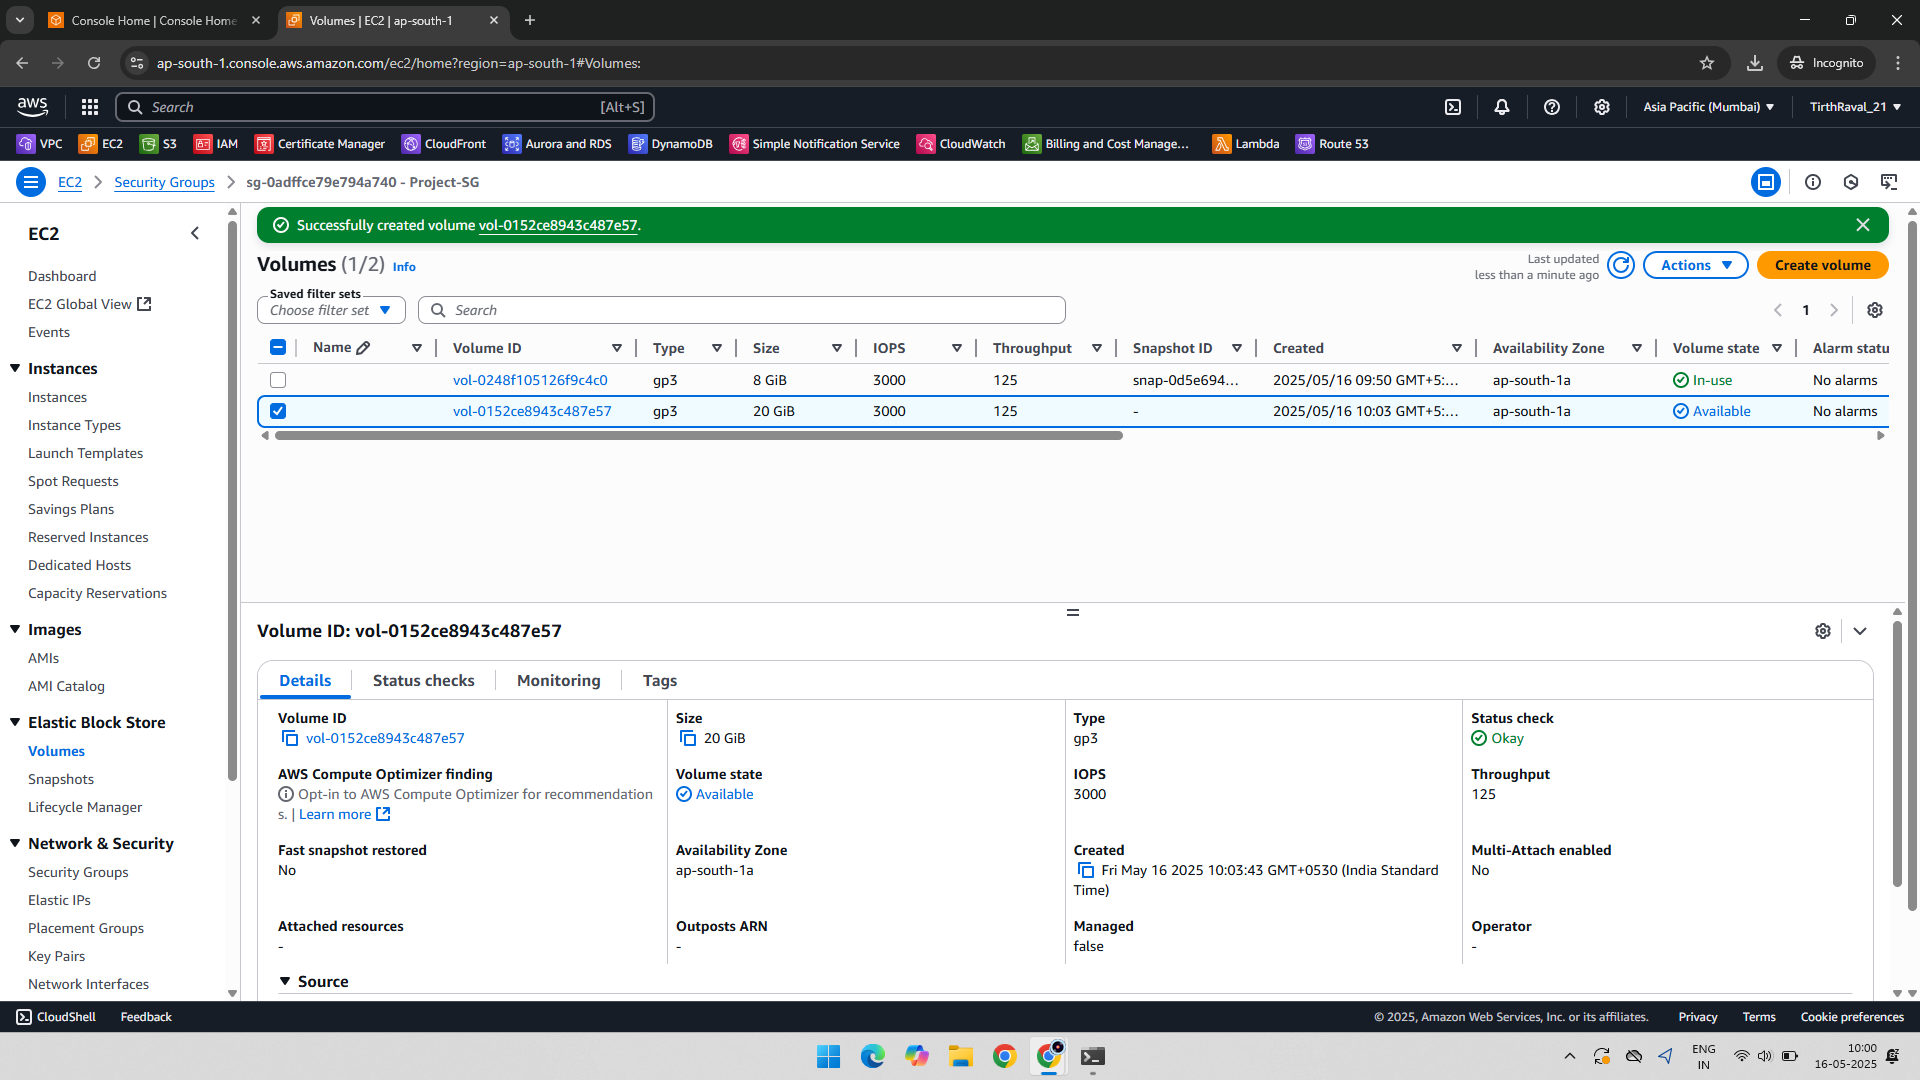 Console Home | Console Home
Volumes | EC2 | ap-south-1
ap-south-1.console.aws.amazon.com/ec2/home?region=ap-south-1#Volumes:
Incognito
aws
Search
[Alt+S]
Asia Pacific (Mumbai)
TirthRaval_21
VPC
EC2
S3
IAM
Certificate Manager
CloudFront
Aurora and RDS
DynamoDB
Simple Notification Service
CloudWatch
Billing and Cost Manage...
Lambda
Route 53
EC2
Security Groups
sg-0adffce79e794a740 - Project-SG
EC2
Dashboard
EC2 Global View
Events
Instances
Instances
Instance Types
Launch Templates
Spot Requests
Savings Plans
Reserved Instances
Dedicated Hosts
Capacity Reservations
Images
AMIs
AMI Catalog
Elastic Block Store
Volumes
Snapshots
Lifecycle Manager
Network & Security
Security Groups
Elastic IPs
Placement Groups
Key Pairs
Network Interfaces
Successfully created volume vol-0152ce8943c487e57.
Volumes (1/2) Info
Last updated
less than a minute ago
Actions
Create volume
Saved filter sets
Choose filter set
Search
1
Name Volume ID Type Size IOPS Throughput Snapshot ID Created Availability Zone Volume state Alarm statu
vol-0248f105126f9c4c0 gp3 8 GiB 3000 125 snap-0d5e694... 2025/05/16 09:50 GMT+5:... ap-south-1a In-use No alarms
vol-0152ce8943c487e57 gp3 20 GiB 3000 125 - 2025/05/16 10:03 GMT+5:... ap-south-1a Available No alarms
Volume ID: vol-0152ce8943c487e57
Details
Status checks
Monitoring
Tags
Volume ID
vol-0152ce8943c487e57
Size
20 GiB
Type
gp3
Status check
Okay
AWS Compute Optimizer finding
Opt-in to AWS Compute Optimizer for recommendation
s. | Learn more
Volume state
Available
IOPS
3000
Throughput
125
Fast snapshot restored
No
Availability Zone
ap-south-1a
Created
Fri May 16 2025 10:03:43 GMT+0530 (India Standard
Time)
Multi-Attach enabled
No
Attached resources
-
Outposts ARN
-
Managed
false
Operator
-
Source
CloudShell
Feedback
© 2025, Amazon Web Services, Inc. or its affiliates.
Privacy
Terms
Cookie preferences
ENG
IN
10:00
16-05-2025